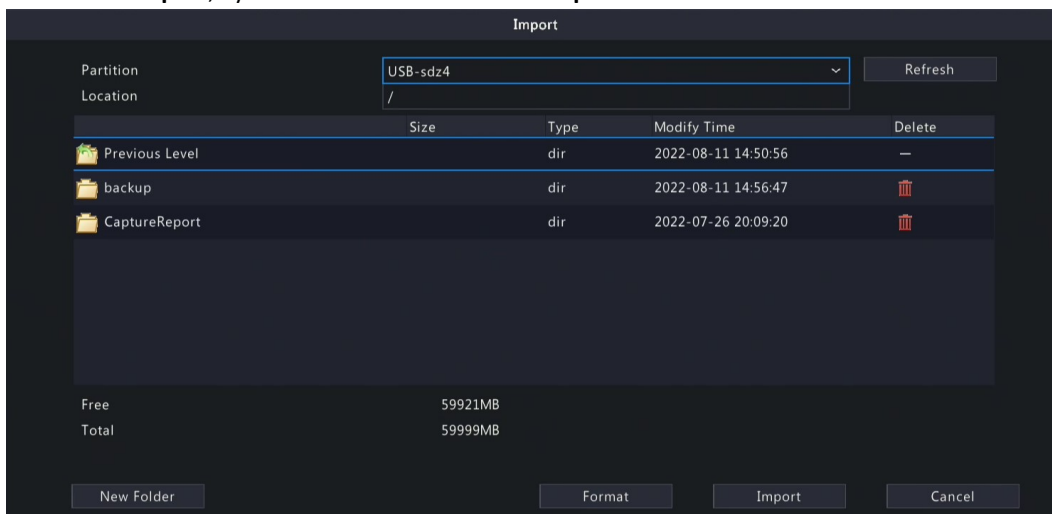 Import
Partition USB-sdz4 Refresh
Location /
Size Type Modify Time Delete
Previous Level dir 2022-08-11 14:50:56 —
backup dir 2022-08-11 14:56:47
CaptureReport dir 2022-07-26 20:09:20
Free 59921MB
Total 59999MB
New Folder Format Import Cancel